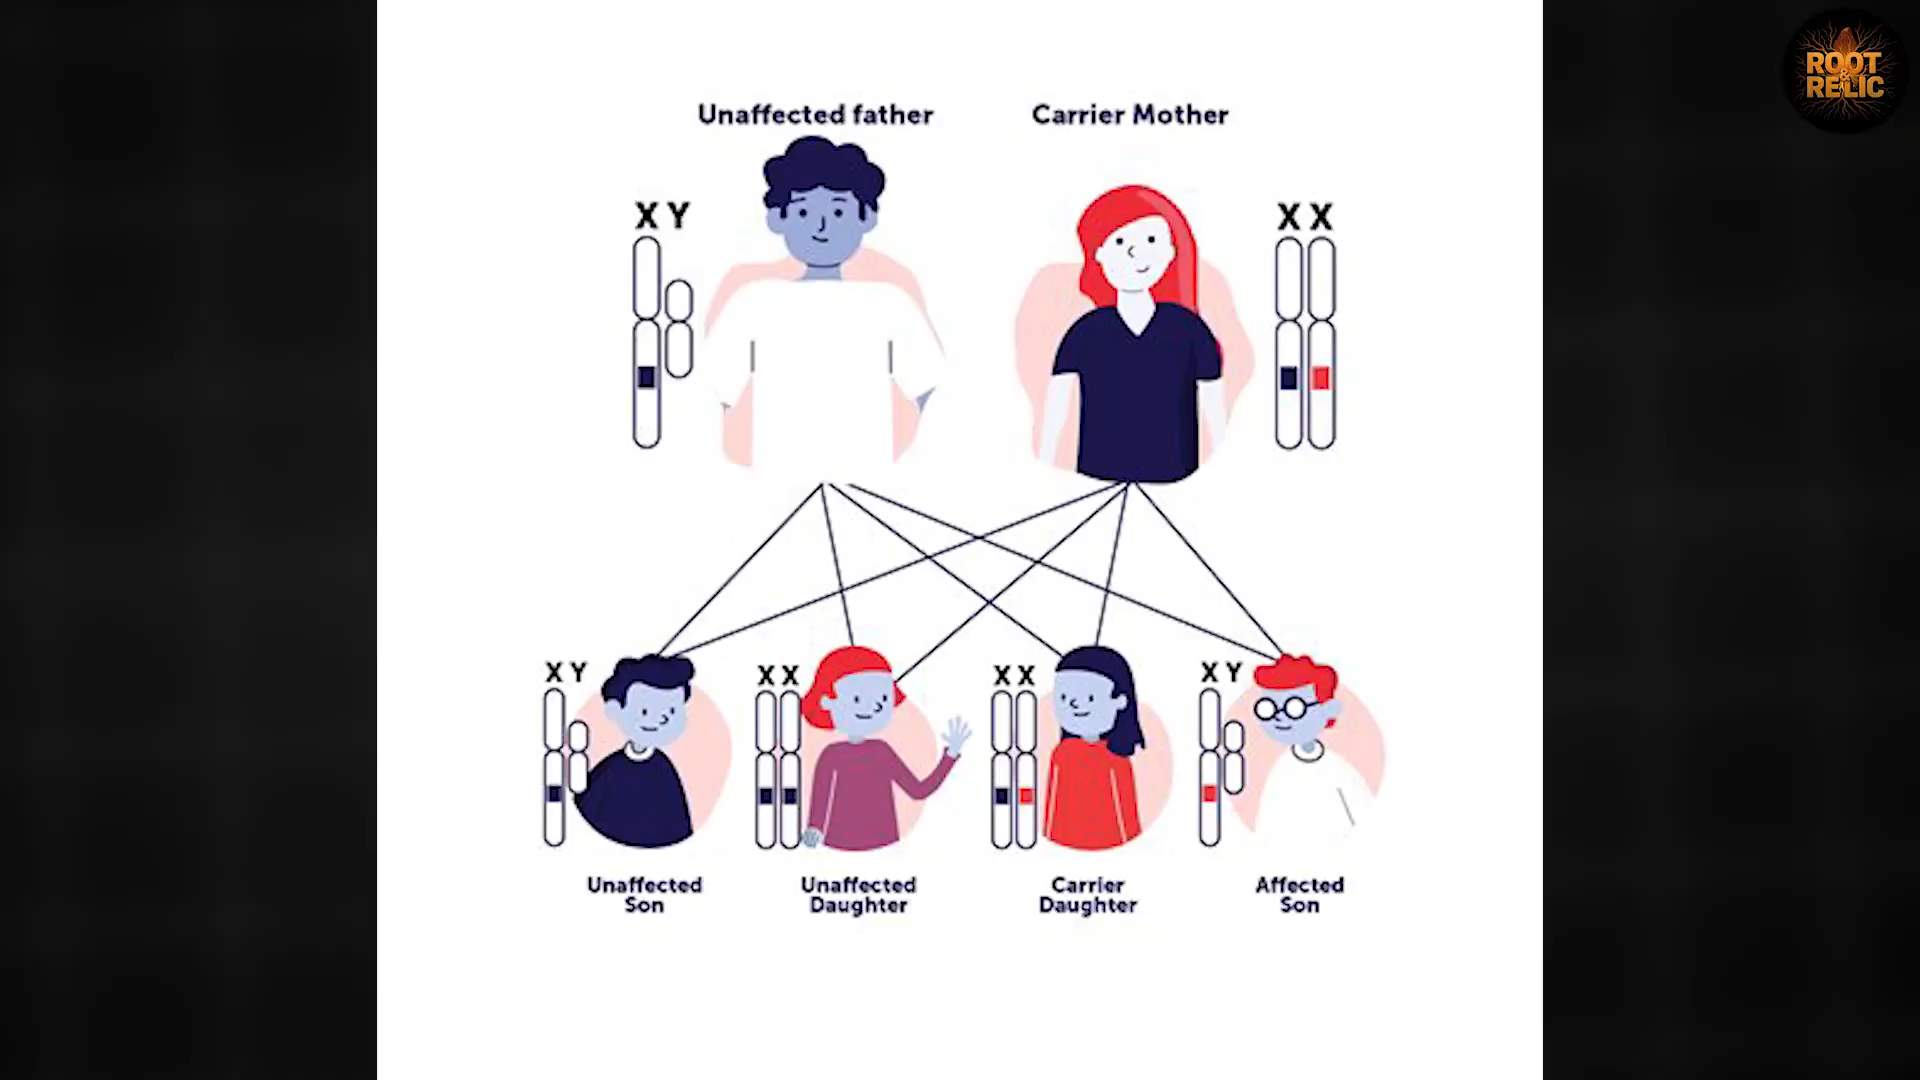 ROOT
&
RELIC
Unaffected father
Carrier Mother
X Y
X X
X Y
X X
X X
X Y
Unaffected
Son
Unaffected
Daughter
Carrier
Daughter
Affected
Son